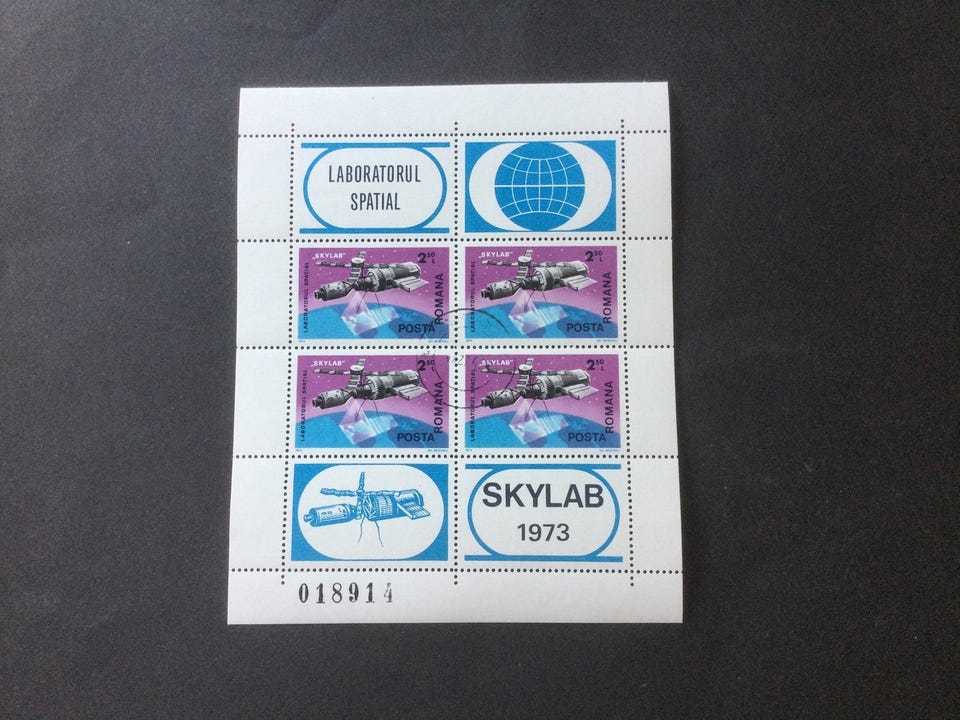 LABORATORUL
SPATIAL
„SKYLAB” 2 50 L
LABORATORUL SPATIAL
POSTA ROMANA
„SKYLAB” 2 50 L
LABORATORUL SPATIAL
POSTA ROMANA
„SKYLAB” 2 50 L
LABORATORUL SPATIAL
POSTA ROMANA
„SKYLAB” 2 50 L
LABORATORUL SPATIAL
POSTA ROMANA
SKYLAB
1973
018914